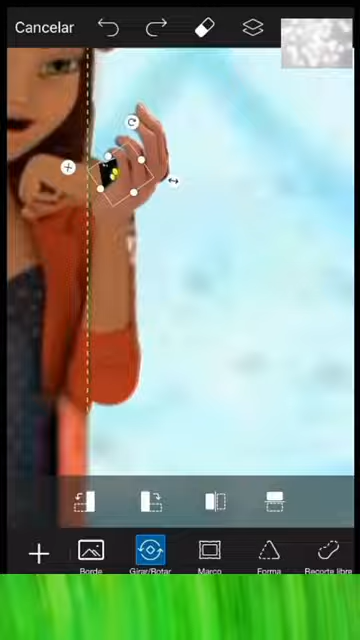 Cancelar
Borde
Girar/Rotar
Marco
Forma
Recorte libre